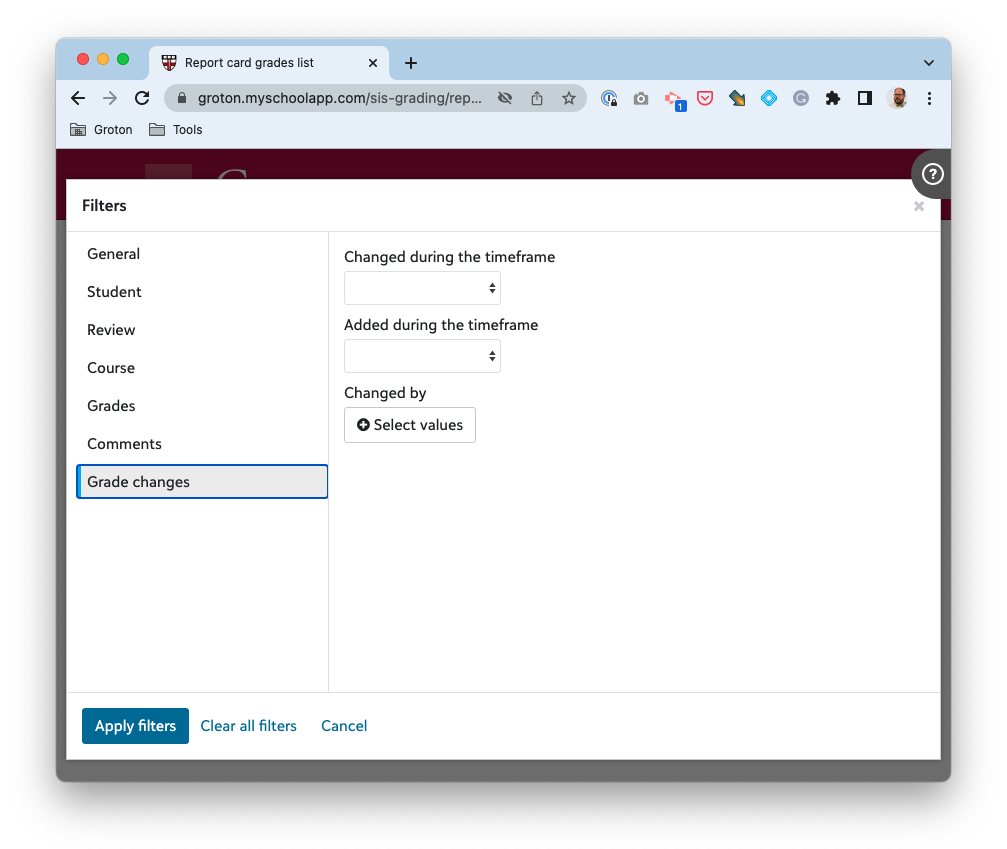 Report card grades list
groton.myschoolapp.com/sis-grading/rep...
1
Groton
Tools
Filters
General
Student
Review
Course
Grades
Comments
Grade changes
Changed during the timeframe
Added during the timeframe
Changed by
Select values
Apply filters
Clear all filters
Cancel